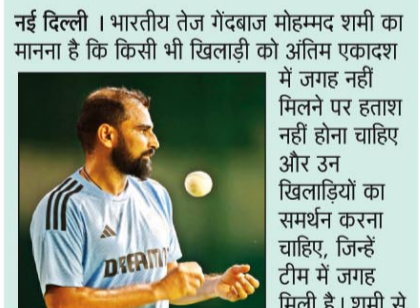 नई दिल्ली । भारतीय तेज गेंदबाज मोहम्मद शमी का
मानना है कि किसी भी खिलाड़ी को अंतिम एकादश
में जगह नहीं
मिलने पर हताश
नहीं होना चाहिए
और उन
खिलाड़ियों का
समर्थन करना
चाहिए, जिन्हें
टीम में जगह
मिली है । शमी से
DREAM